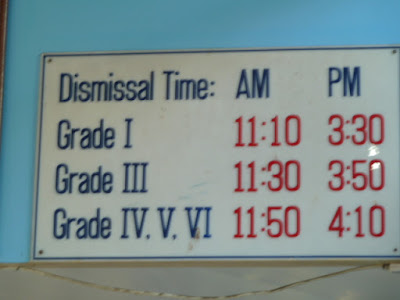 Dismissal Time: AM PM
Grade I 11:10 3:30
Grade III 11:30 3:50
Grade IV, V, VI 11:50 4:10